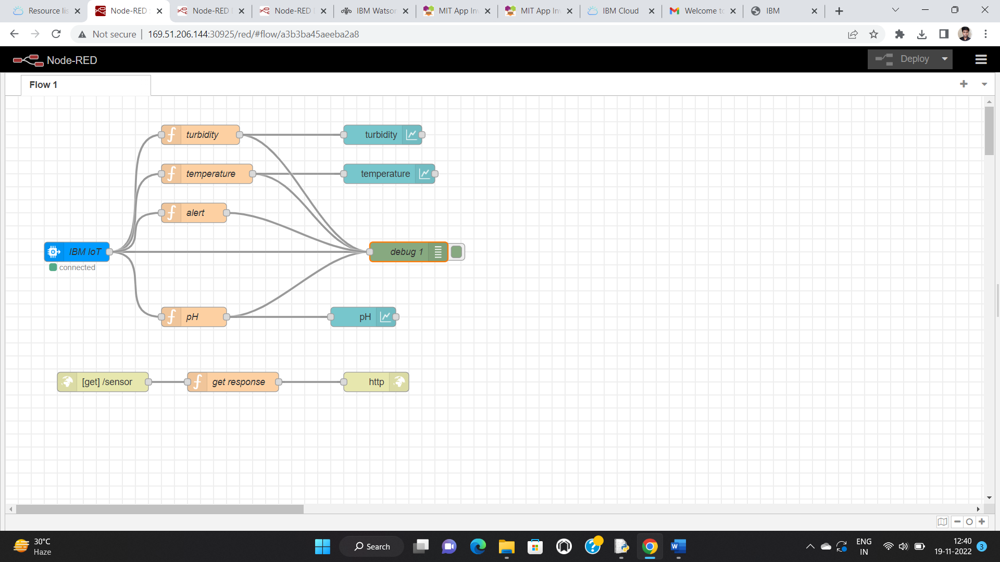 Resource lis
Node-RED :
Node-RED
Node-RED
IBM Watson
MIT App Inv
MIT App Inv
IBM Cloud
Welcome to
IBM
Not secure
169.51.206.144:30925/red/#flow/a3b3ba45aeeba2a8
Node-RED
Deploy
Flow 1
turbidity
turbidity
temperature
temperature
alert
IBM IoT
debug 1
connected
pH
pH
[get] /sensor
get response
http
30°C
Haze
Search
ENG
IN
12:40
19-11-2022
3